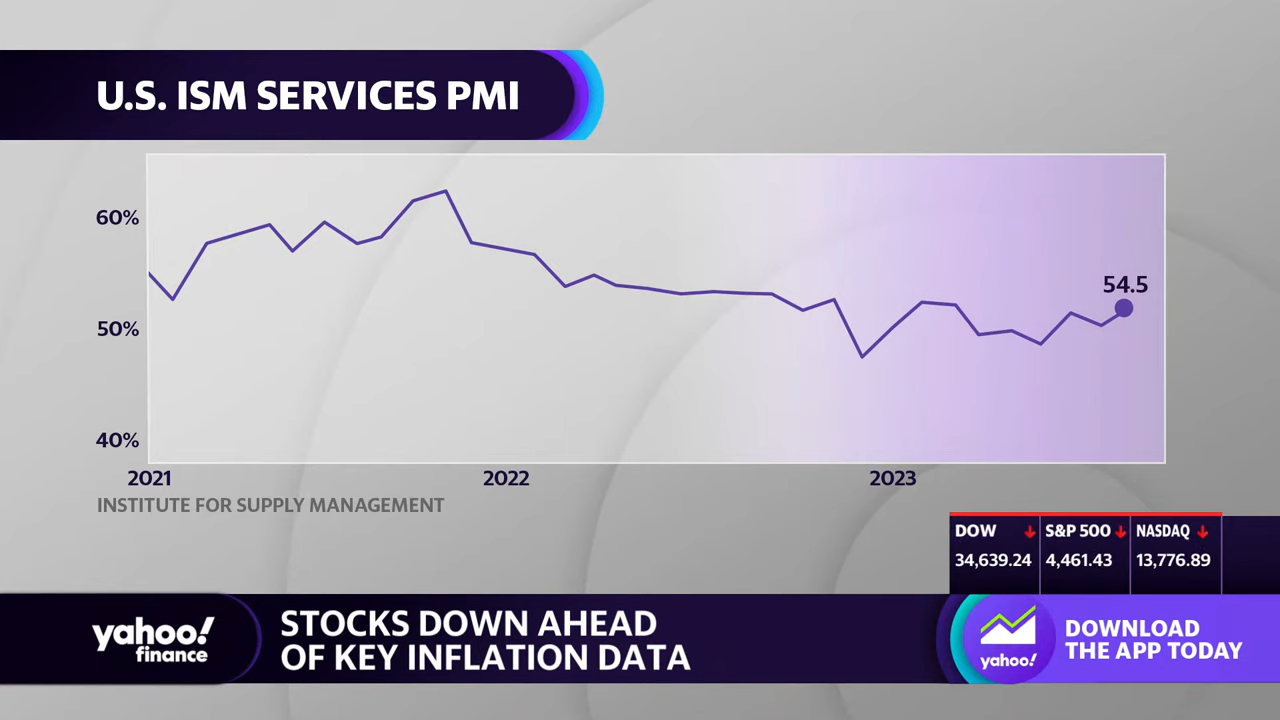 U.S. ISM SERVICES PMI
60%
54.5
50%
40%
2021 2022 2023
INSTITUTE FOR SUPPLY MANAGEMENT
DOW S&P 500 NASDAQ
34,639.24 4,461.43 13,776.89
yahoo!
finance
STOCKS DOWN AHEAD
OF KEY INFLATION DATA
yahoo!
DOWNLOAD
THE APP TODAY